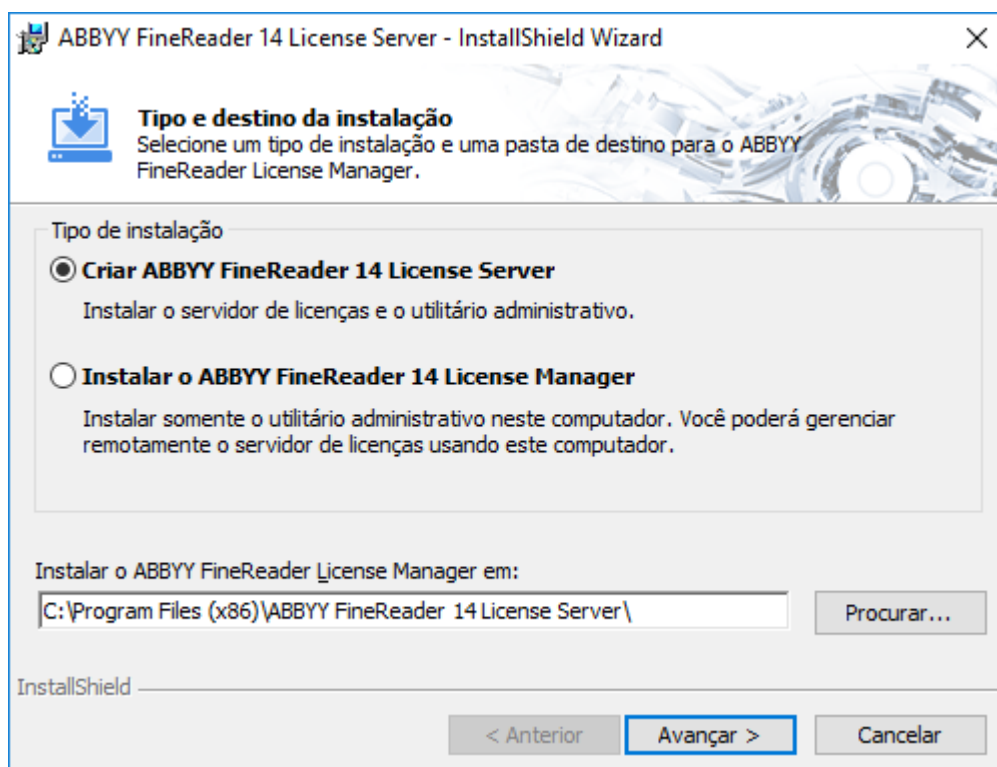 ABBYY FineReader 14 License Server - InstallShield Wizard
Tipo e destino da instalação
Selecione um tipo de instalação e uma pasta de destino para o ABBYY
FineReader License Manager.
Tipo de instalação
Criar ABBYY FineReader 14 License Server
Instalar o servidor de licenças e o utilitário administrativo.
Instalar o ABBYY FineReader 14 License Manager
Instalar somente o utilitário administrativo neste computador. Você poderá gerenciar
remotamente o servidor de licenças usando este computador.
Instalar o ABBYY FineReader License Manager em:
C:\Program Files (x86)\ABBYY FineReader 14 License Server\
Procurar...
InstallShield
< Anterior
Avançar >
Cancelar